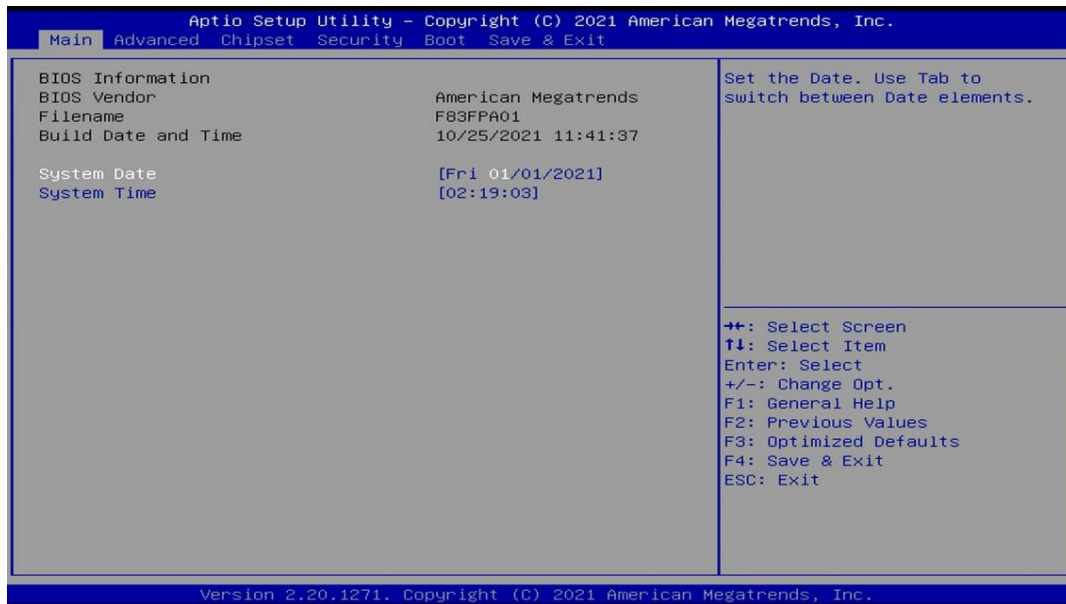 Aptio Setup Utility – Copyright (C) 2021 American Megatrends, Inc.
Main Advanced Chipset Security Boot Save & Exit
BIOS Information
BIOS Vendor American Megatrends
Filename F83FPA01
Build Date and Time 10/25/2021 11:41:37
System Date [Fri 01/01/2021]
System Time [02:19:03]
Set the Date. Use Tab to
switch between Date elements.
→←: Select Screen
↑↓: Select Item
Enter: Select
+/-: Change Opt.
F1: General Help
F2: Previous Values
F3: Optimized Defaults
F4: Save & Exit
ESC: Exit
Version 2.20.1271. Copyright (C) 2021 American Megatrends, Inc.